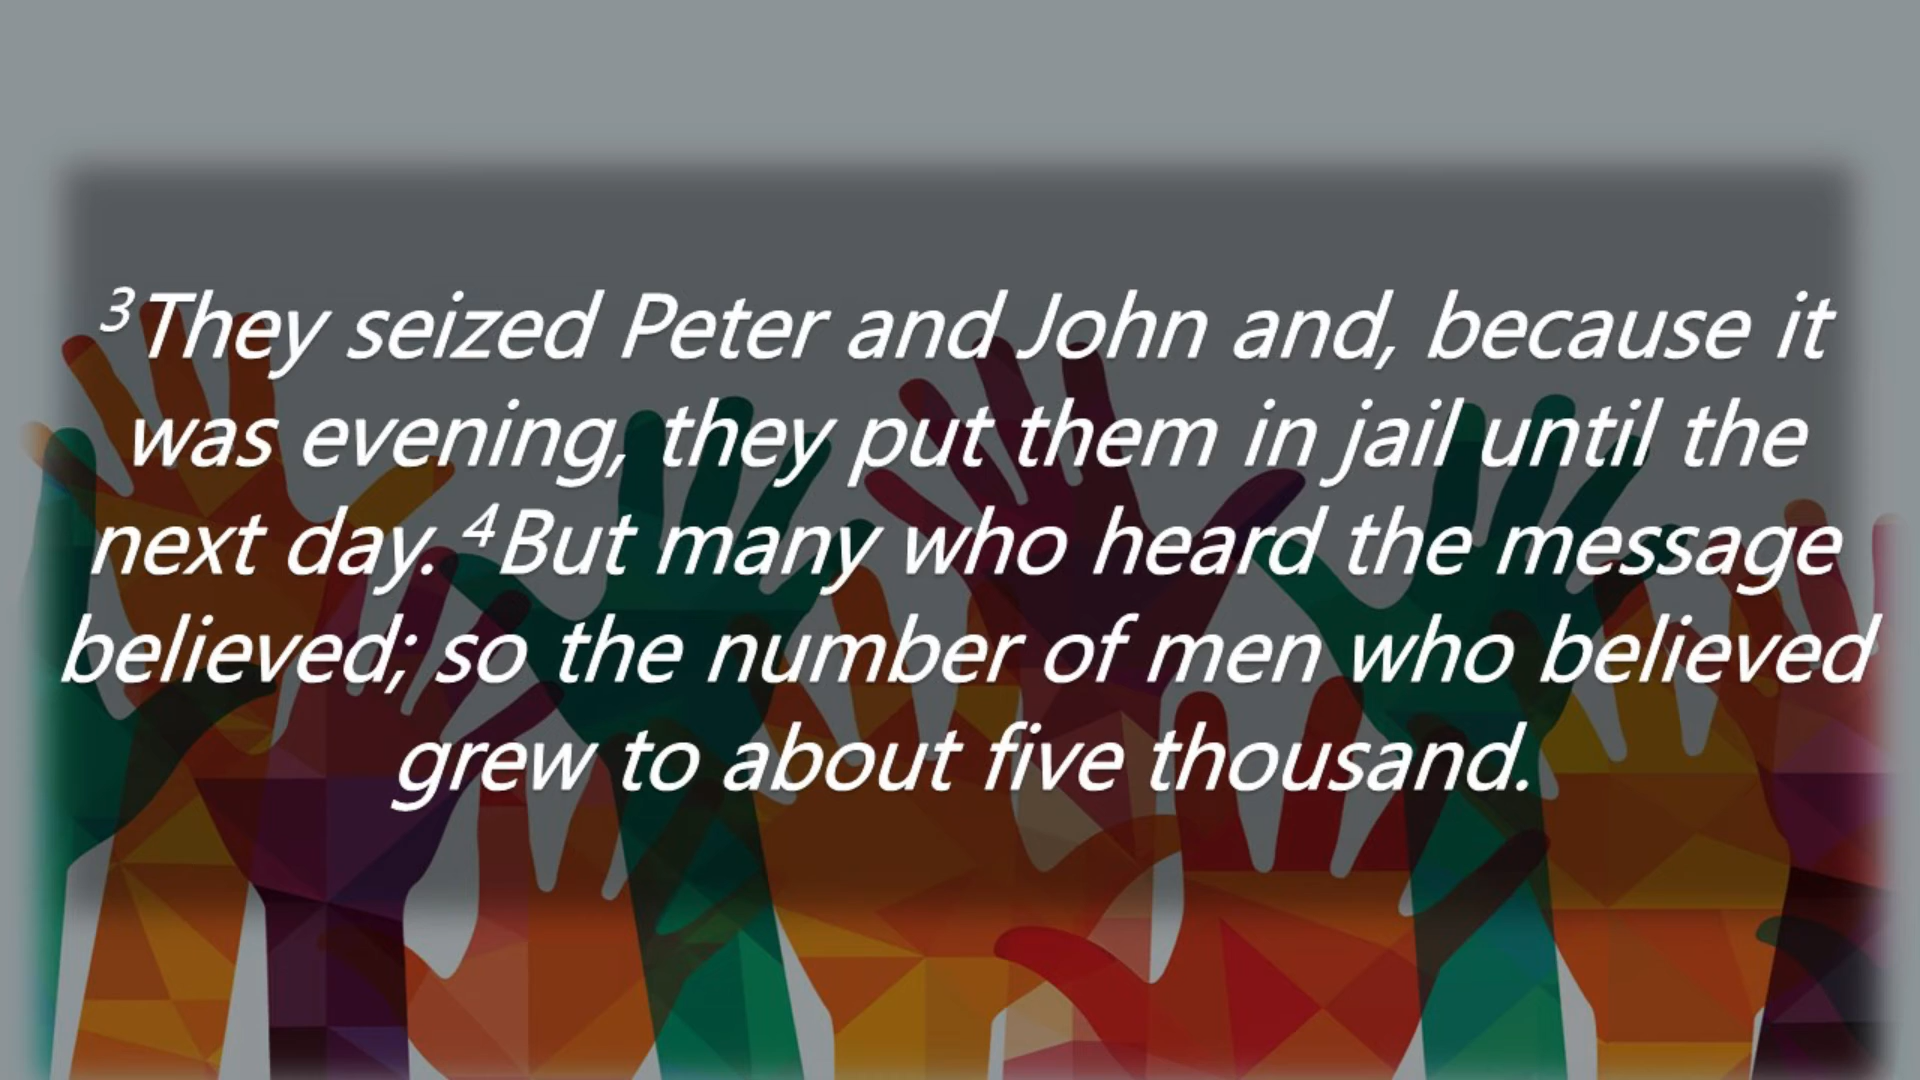 ³They seized Peter and John and, because it
was evening, they put them in jail until the
next day. ⁴But many who heard the message
believed; so the number of men who believed
grew to about five thousand.